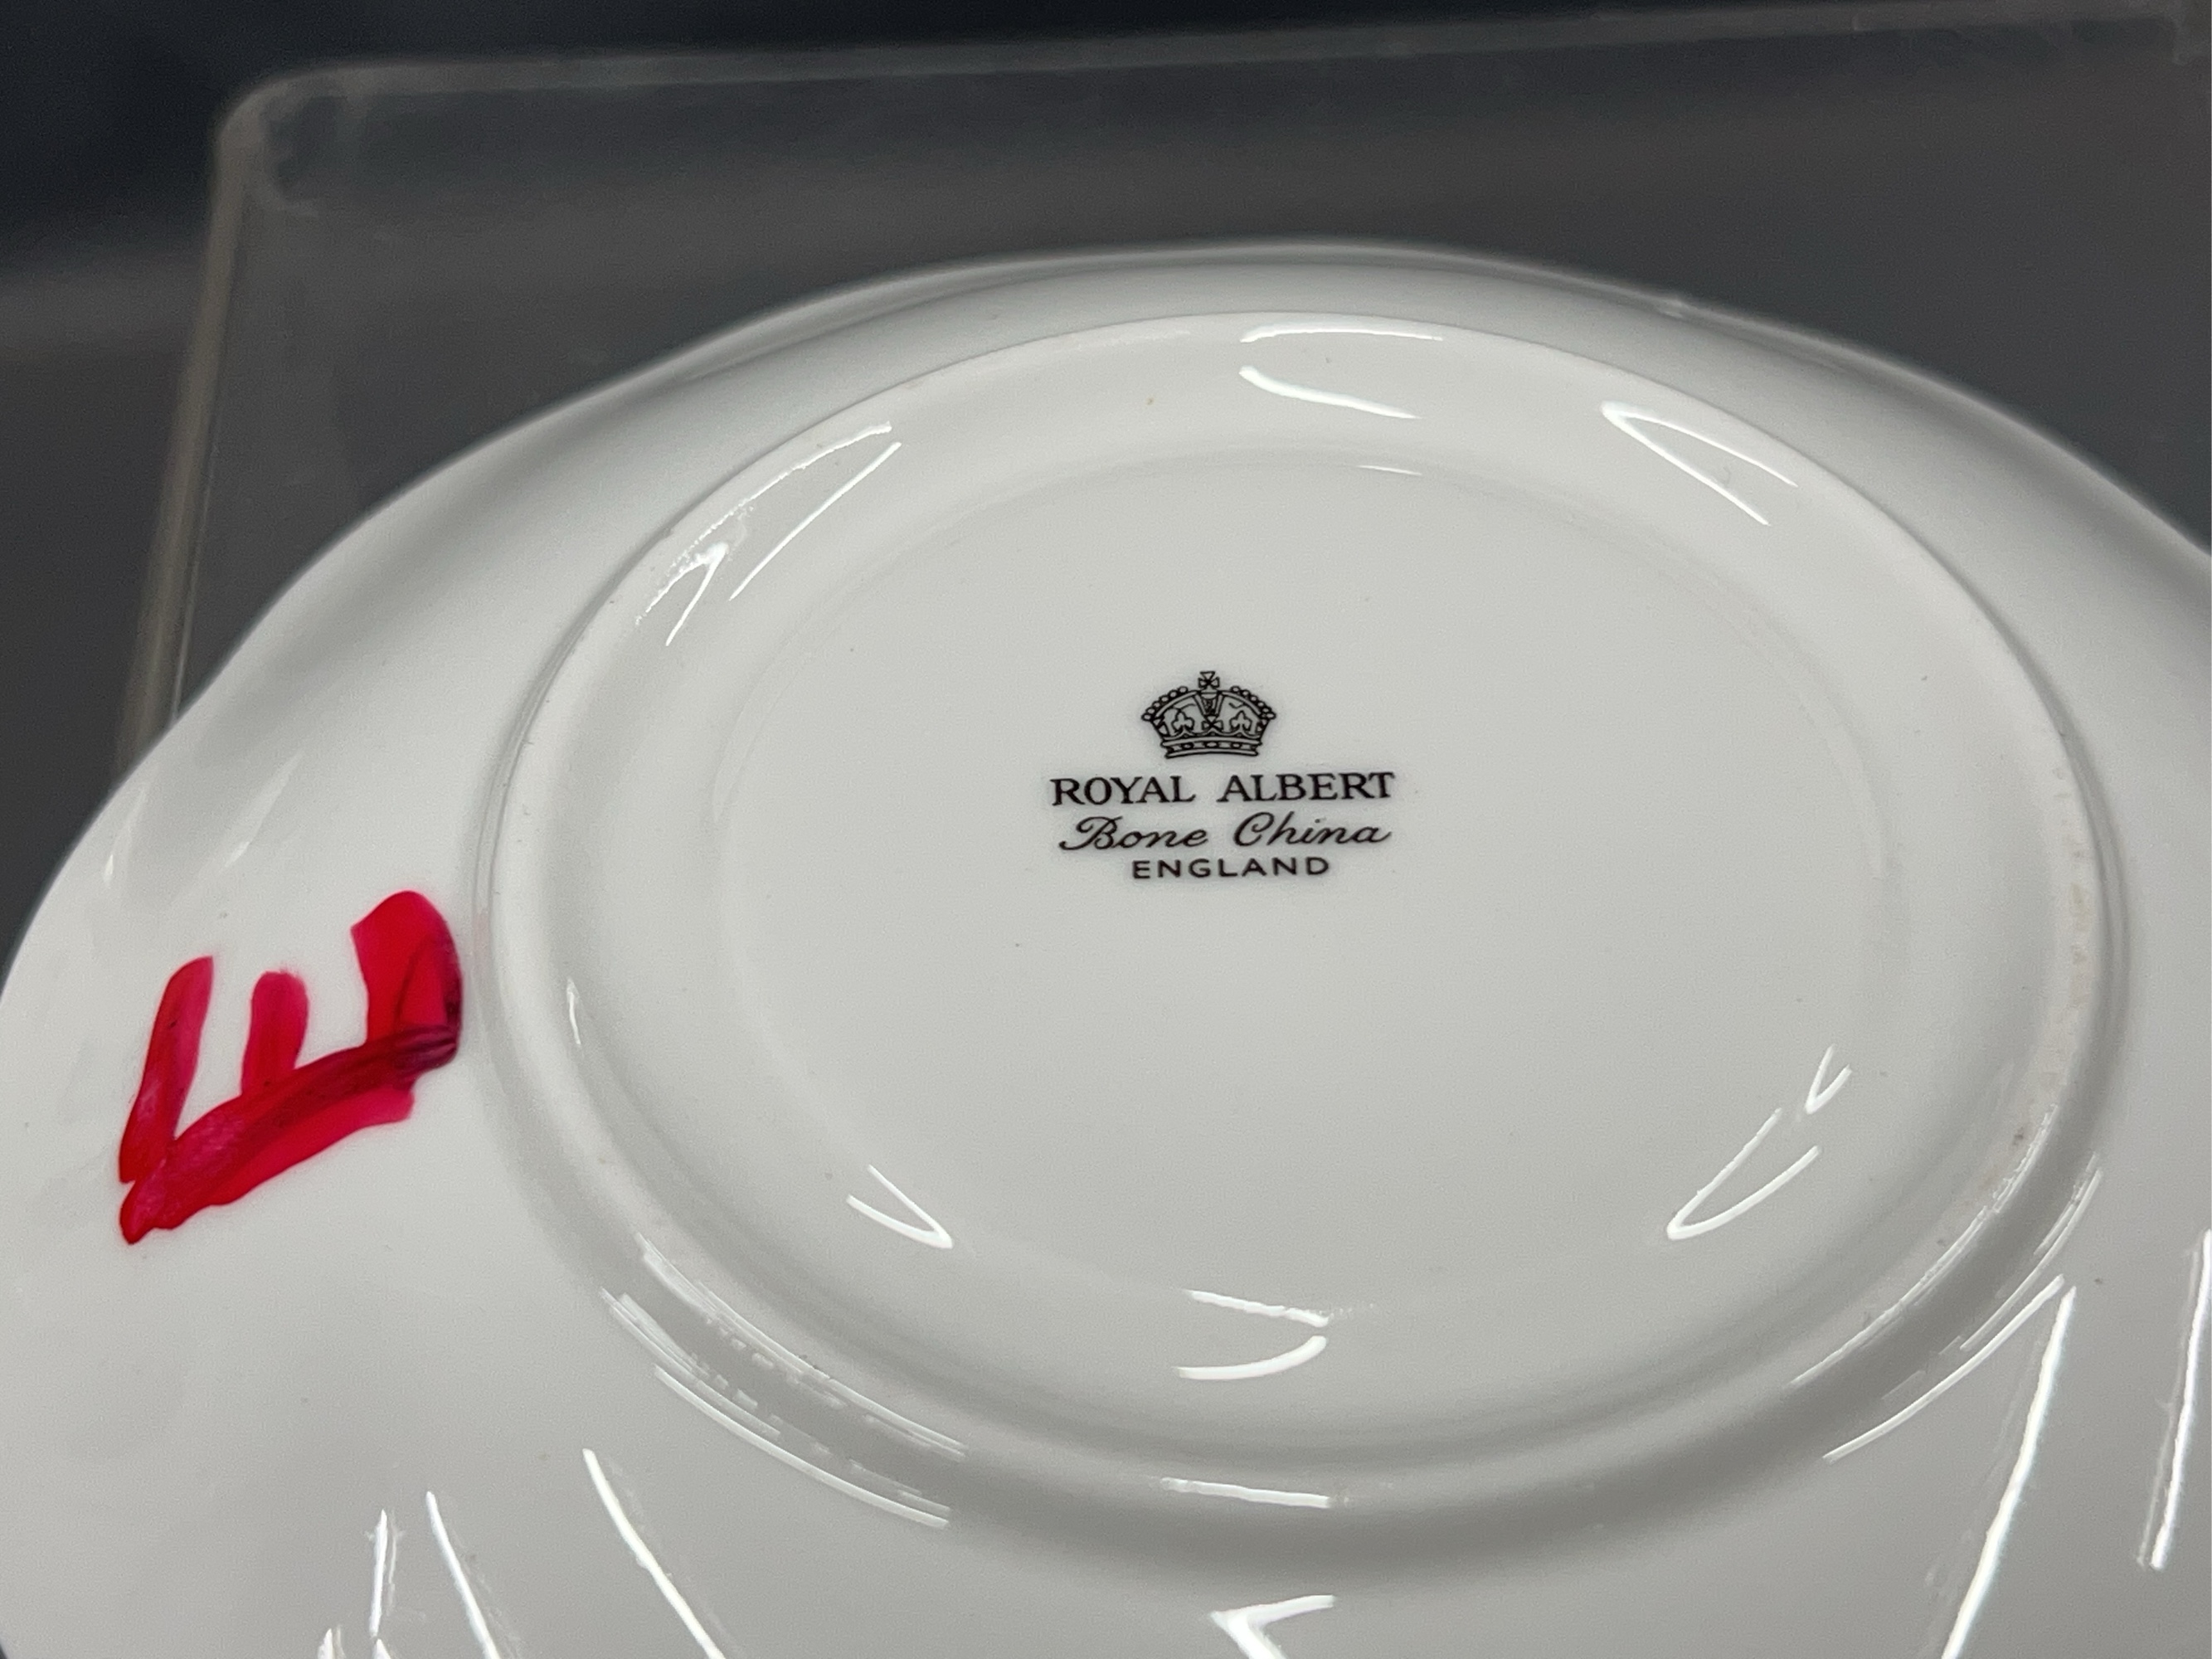 ROYAL ALBERT
Bone China
ENGLAND
E